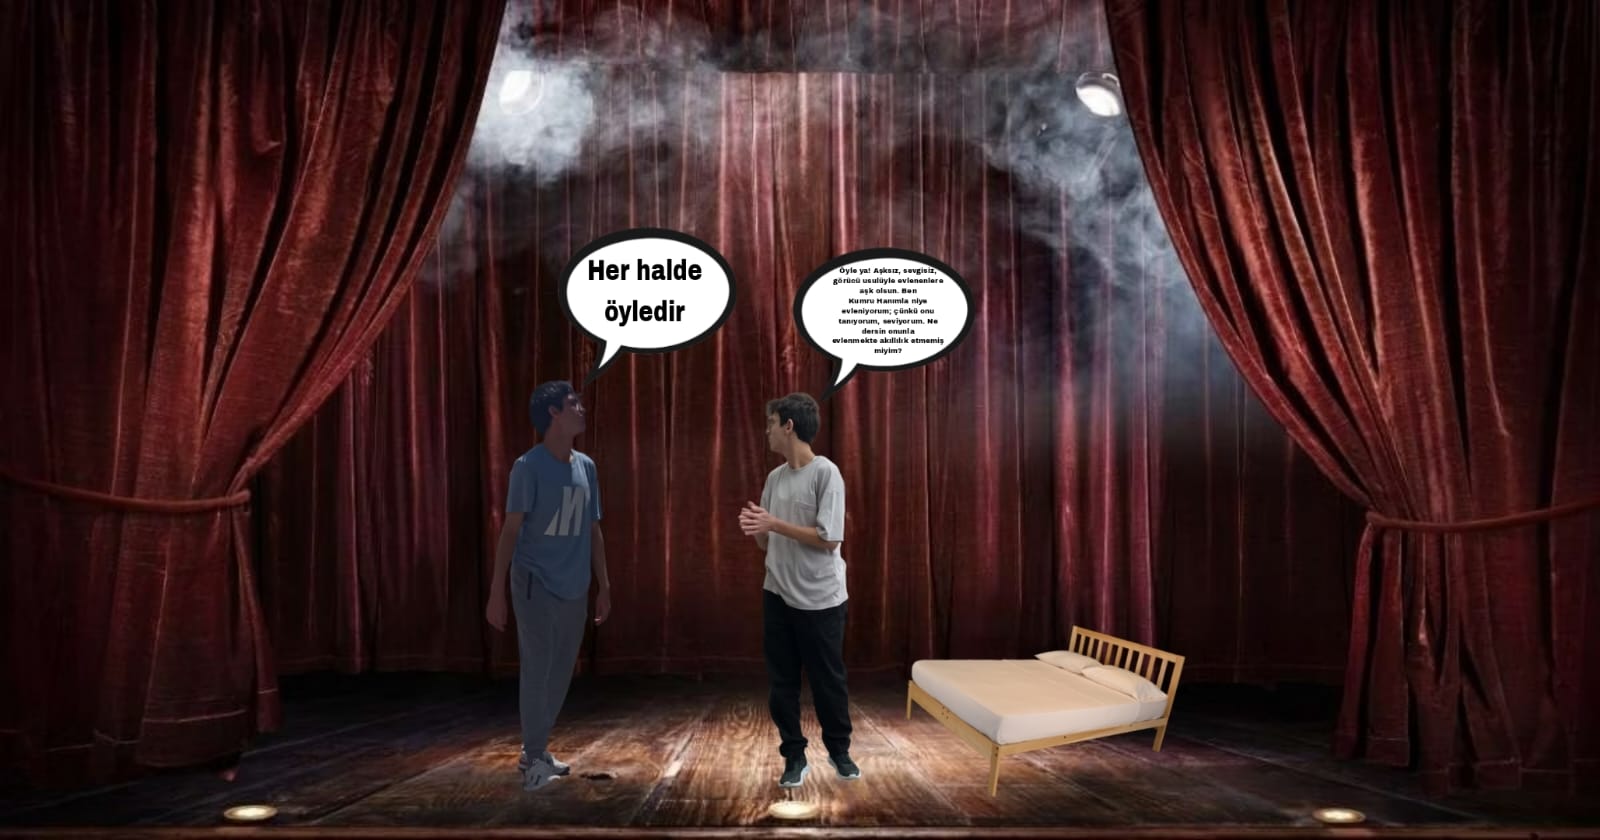 Her halde
öyledir
Öyle ya! Aşksız, sevgisiz,
görücü usulüyle evlenenlere
aşk olsun. Ben
Kumru Hanımla niye
evleniyorum; çünkü onu
tanıyorum, seviyorum. Ne
dersin onunla
evlenmekte akıllılık etmemiş
miyim?